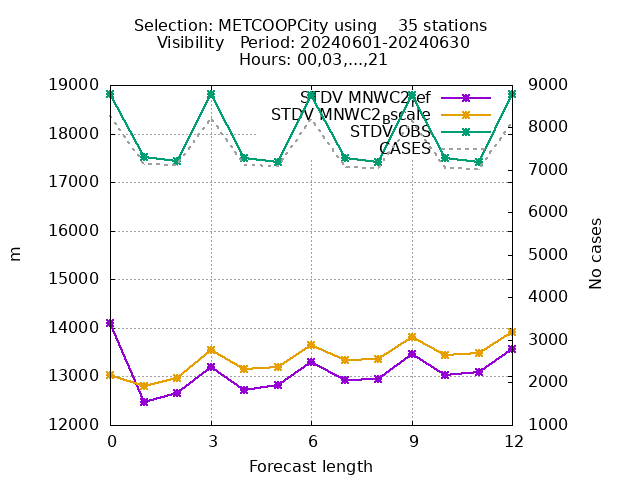 Selection: METCOOPCity using 35 stations
Visibility Period: 20240601-20240630
Hours: 00,03,...,21
19000
18000
17000
16000
15000
14000
13000
12000
9000
8000
7000
6000
5000
4000
3000
2000
1000
m
No cases
STDV MNWC2_ref
STDV MNWC2_Bscale
STDV OBS
CASES
0
3
6
9
12
Forecast length